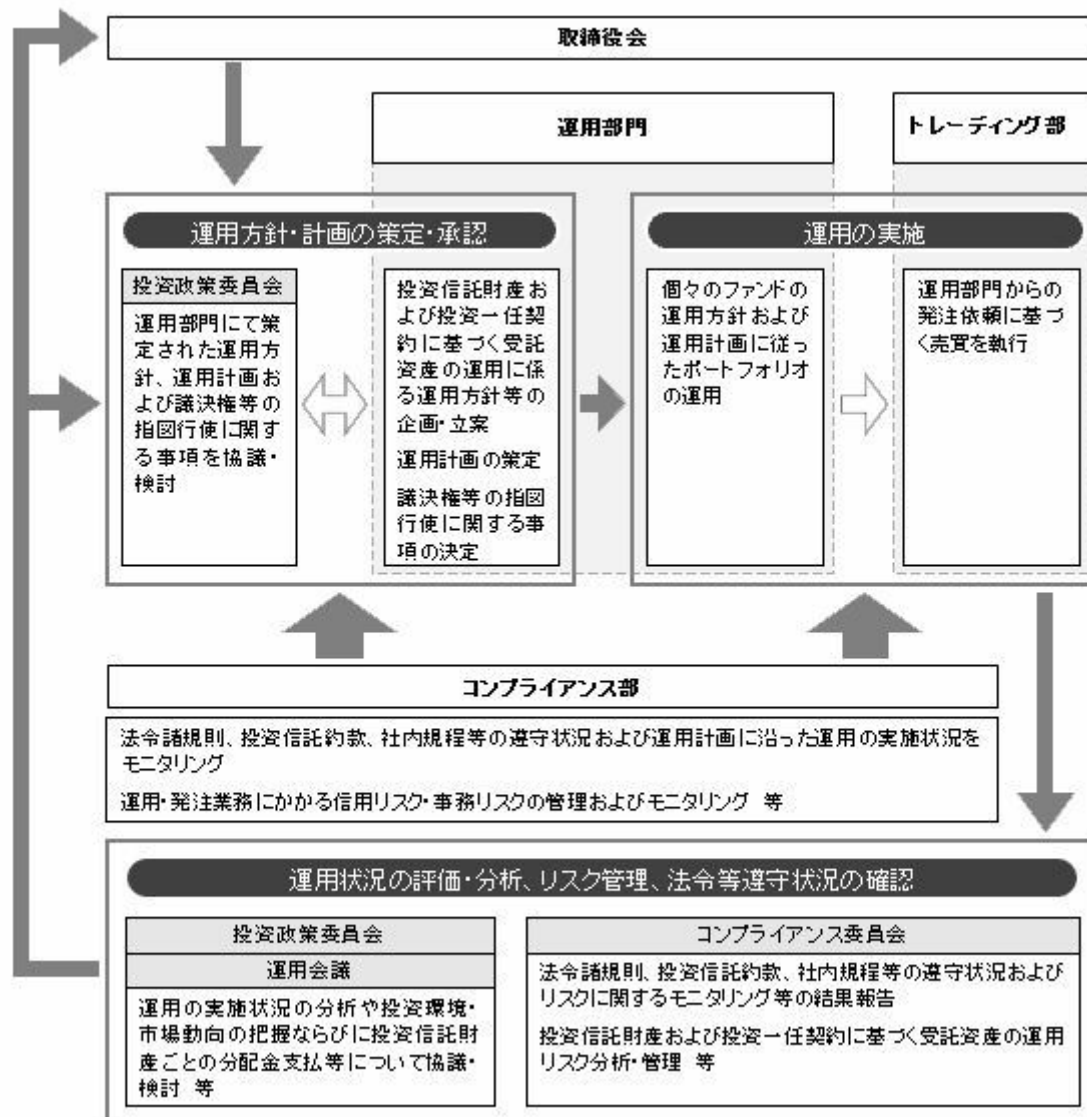 取締役会
運用部門
トレーディング部
運用方針・計画の策定・承認
投資政策委員会
運用部門にて策
定された運用方
針、運用計画お
よび議決権等の
指図行使に関す
る事項を協議・
検討
投資信託財産お
よび投資一任契
約に基づく受託
資産の運用に係
る運用方針等の
企画・立案
運用計画の策定
議決権等の指図
行使に関する事
項の決定
運用の実施
個々のファンドの
運用方針および
運用計画に従っ
たポートフォリオ
の運用
運用部門からの
発注依頼に基づ
く売買を執行
コンプライアンス部
法令諸規則、投資信託約款、社内規程等の遵守状況および運用計画に沿った運用の実施状況を
モニタリング
運用・発注業務にかかる信用リスク・事務リスクの管理およびモニタリング 等
運用状況の評価・分析、リスク管理、法令等遵守状況の確認
投資政策委員会
運用会議
運用の実施状況の分析や投資環境・
市場動向の把握ならびに投資信託財
産ごとの分配金支払等について協議・
検討 等
コンプライアンス委員会
法令諸規則、投資信託約款、社内規程等の遵守状況および
リスクに関するモニタリング等の結果報告
投資信託財産および投資一任契約に基づく受託資産の運用
リスク分析・管理 等